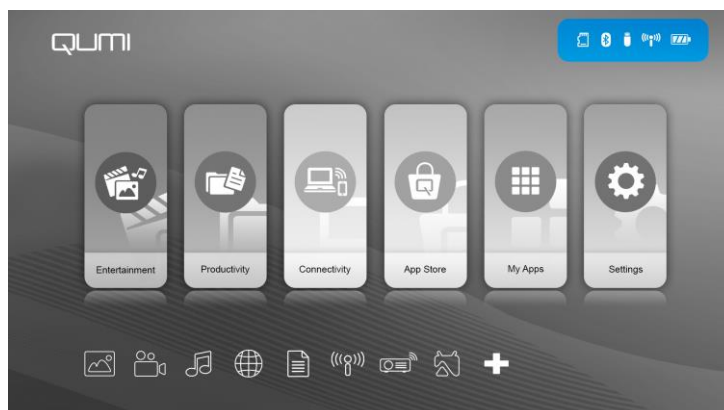 QUMI
Entertainment
Productivity
Connectivity
App Store
My Apps
Settings